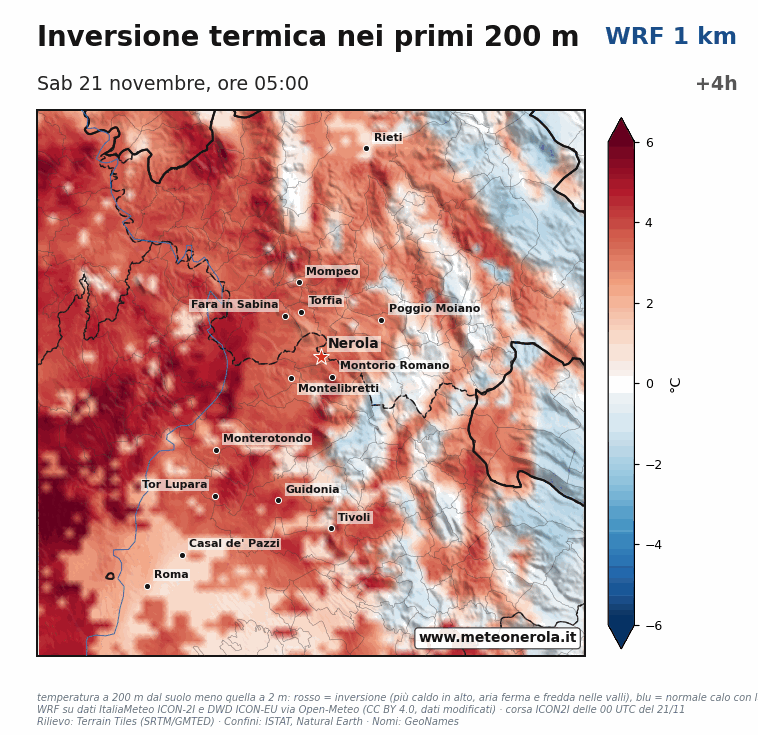 Inversione termica nei primi 200 m
WRF 1 km
Sab 21 novembre, ore 05:00
+4h
Rieti
Mompeo
Fara in Sabina
Toffia
Poggio Moiano
Nerola
Montorio Romano
Montelibretti
Monterotondo
Tor Lupara
Guidonia
Tivoli
Casal de' Pazzi
Roma
www.meteonerola.it
6
4
2
0
−2
−4
−6
°C
temperatura a 200 m dal suolo meno quella a 2 m: rosso = inversione (più caldo in alto, aria ferma e fredda nelle valli), blu = normale calo con l
WRF su dati ItaliaMeteo ICON-2I e DWD ICON-EU via Open-Meteo (CC BY 4.0, dati modificati) · corsa ICON2I delle 00 UTC del 21/11
Rilievo: Terrain Tiles (SRTM/GMTED) · Confini: ISTAT, Natural Earth · Nomi: GeoNames